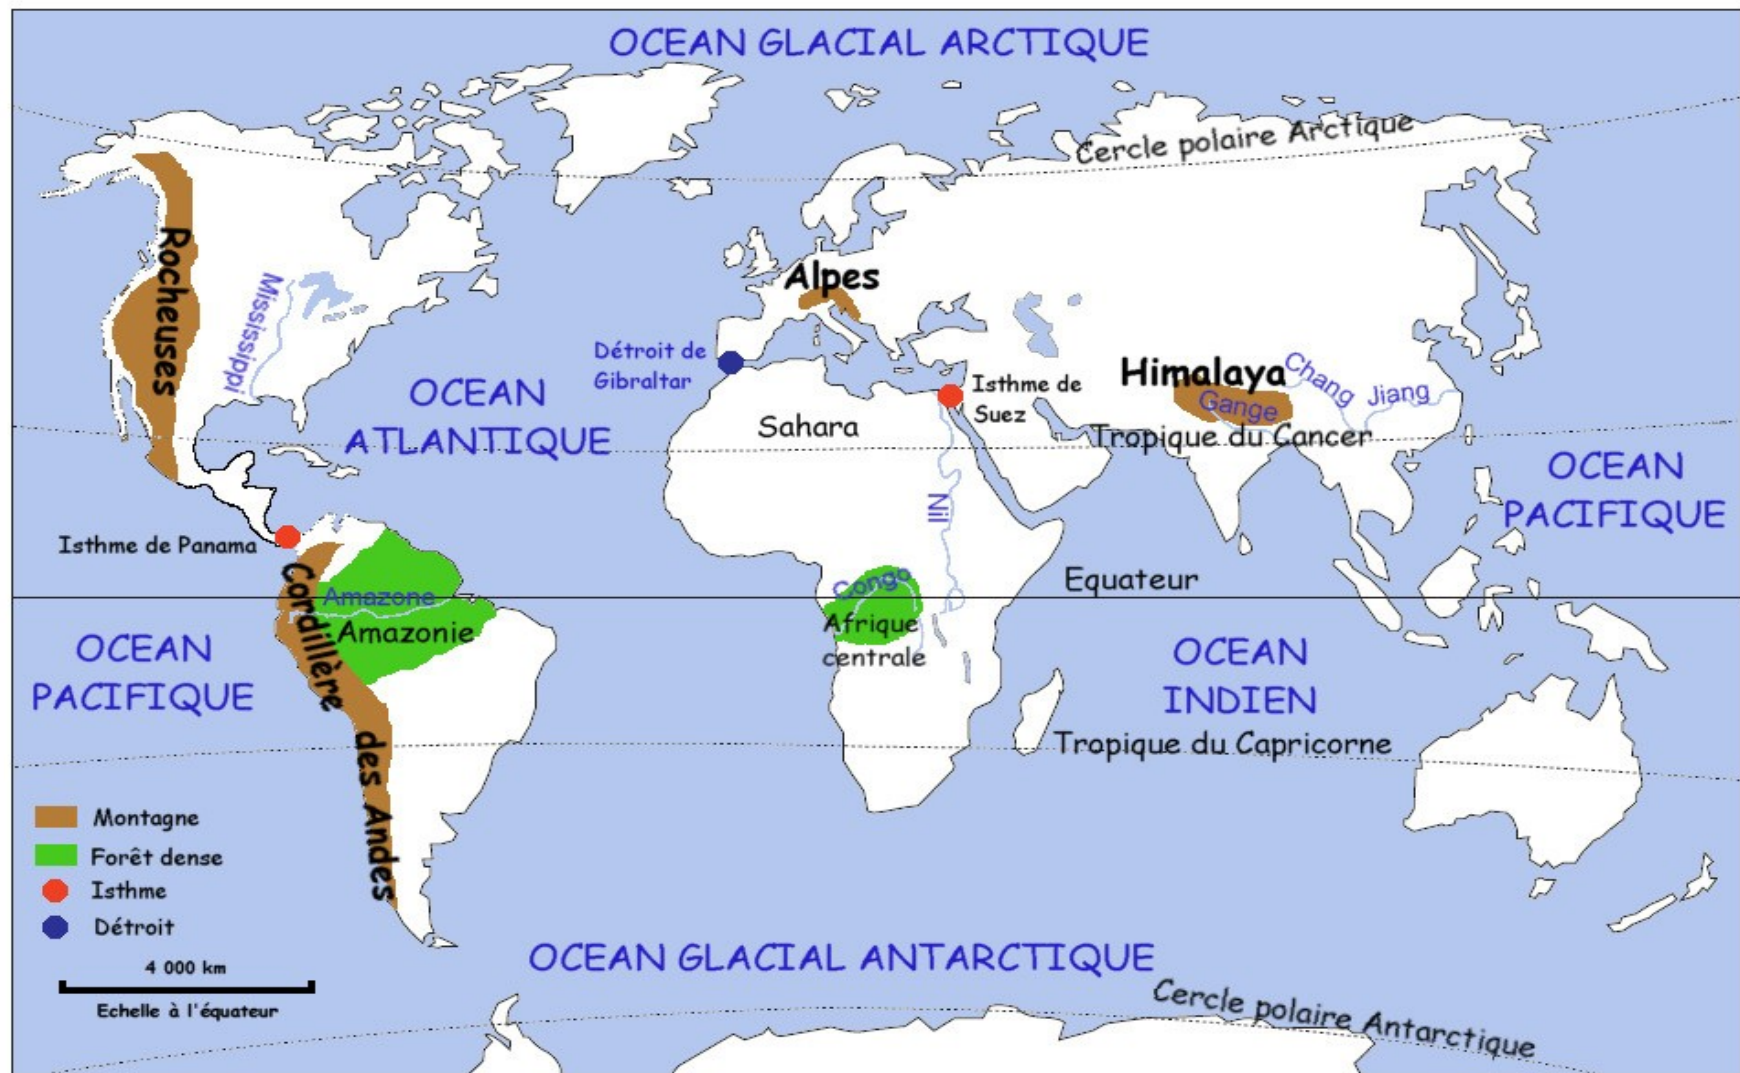 OCEAN GLACIAL ARCTIQUE
Cercle polaire Arctique
Rocheuses
Mississippi
Alpes
Détroit de
Gibraltar
OCEAN
ATLANTIQUE
Isthme de
Suez
Himalaya
Chang
Jiang
Gange
Sahara
Tropique du Cancer
OCEAN
PACIFIQUE
Nil
Isthme de Panama
Equateur
Congo
Afrique
centrale
Amazone
Amazonie
Cordillère
des Andes
OCEAN
PACIFIQUE
OCEAN
INDIEN
Tropique du Capricorne
Montagne
Forêt dense
Isthme
Détroit
4 000 km
Echelle à l'équateur
OCEAN GLACIAL ANTARCTIQUE
Cercle polaire Antarctique